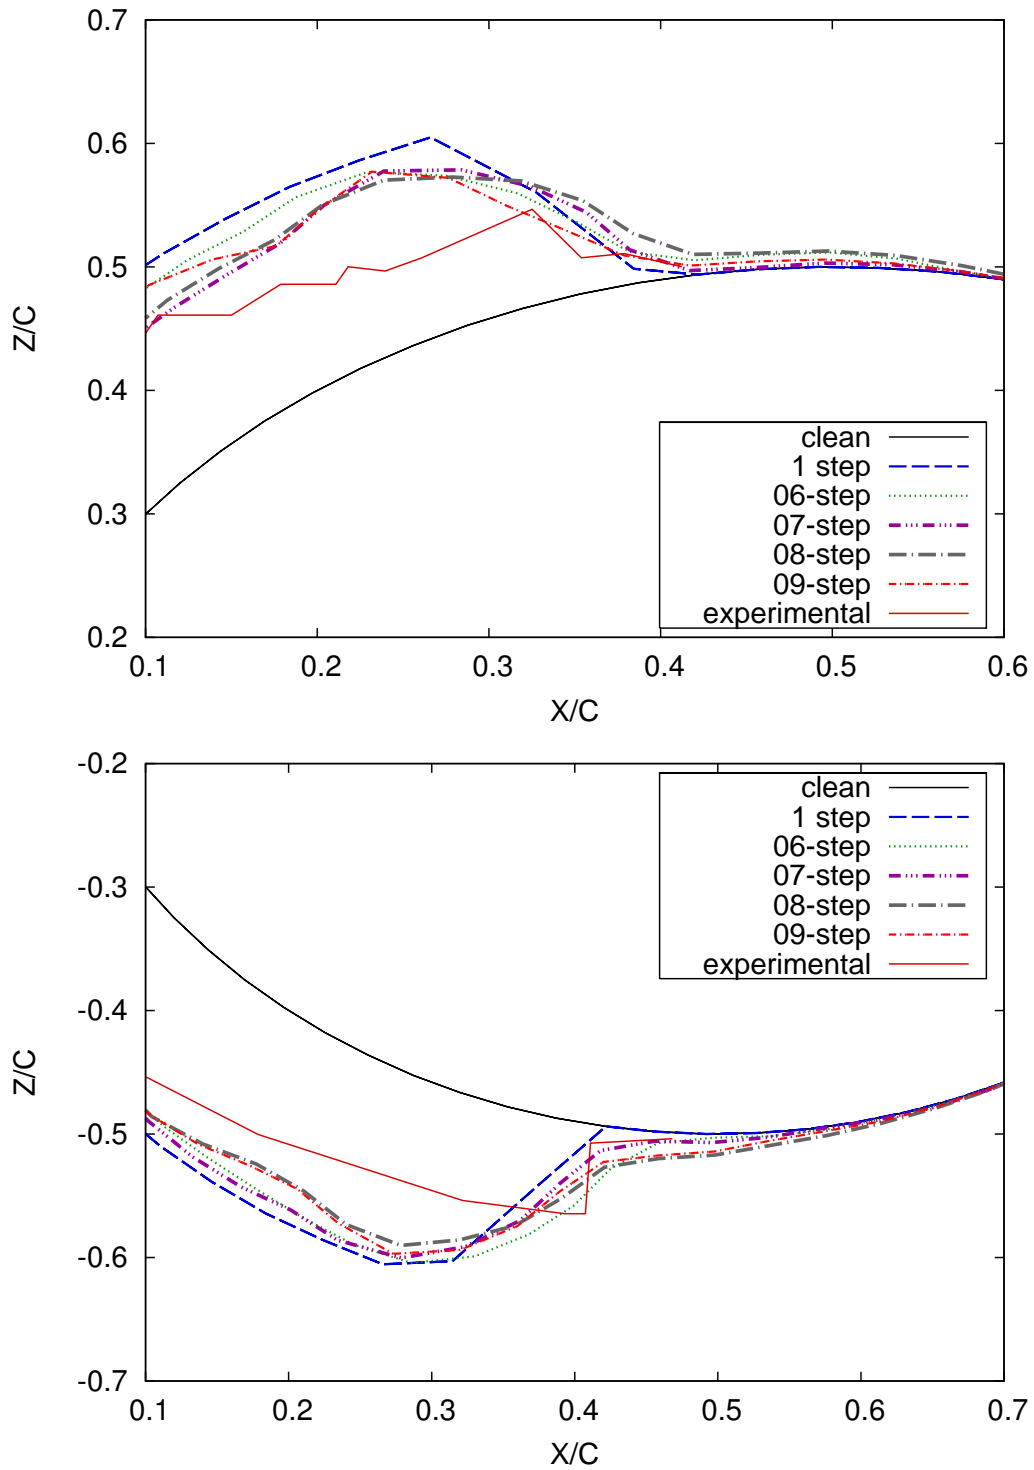 0.7
0.6
0.5
0.4
0.3
0.2
Z/C
clean
1 step
06-step
07-step
08-step
09-step
experimental
0.1 0.2 0.3 0.4 0.5 0.6
X/C
-0.2
-0.3
-0.4
-0.5
-0.6
-0.7
Z/C
clean
1 step
06-step
07-step
08-step
09-step
experimental
0.1 0.2 0.3 0.4 0.5 0.6 0.7
X/C